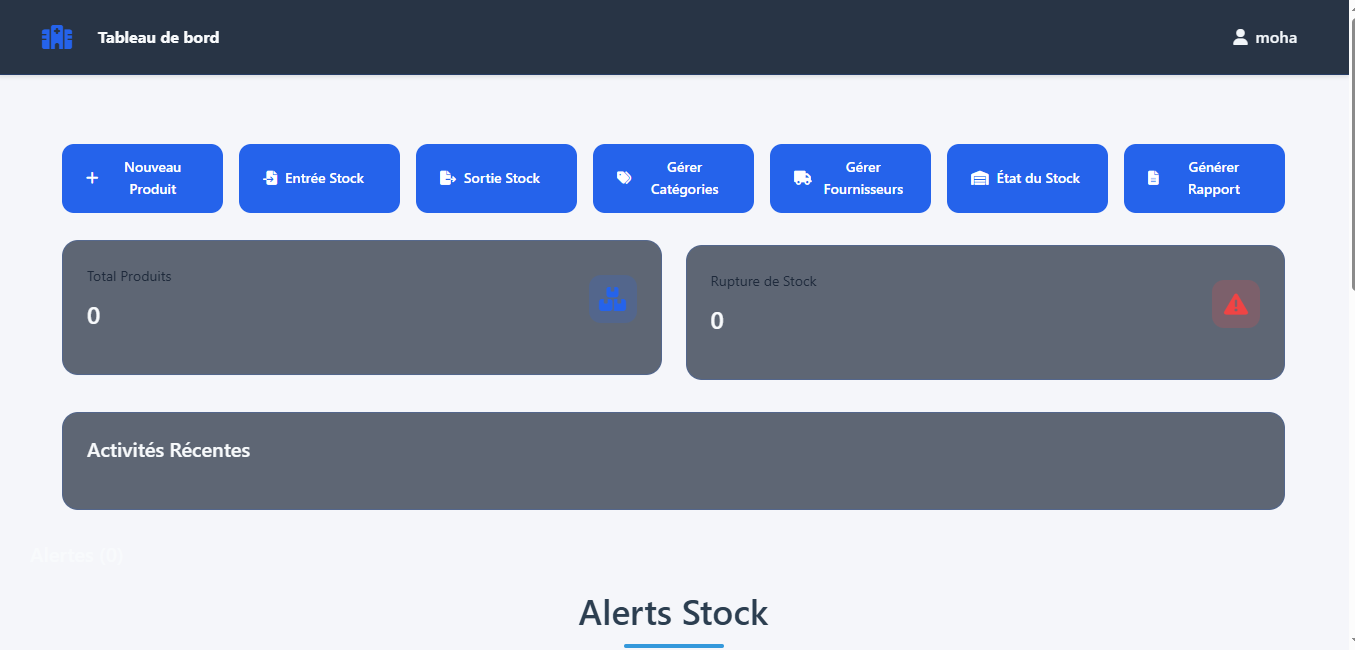 Tableau de bord
moha
Nouveau
Produit
Entrée Stock
Sortie Stock
Gérer
Catégories
Gérer
Fournisseurs
État du Stock
Générer
Rapport
Total Produits
0
Rupture de Stock
0
Activités Récentes
Alertes (0)
Alerts Stock